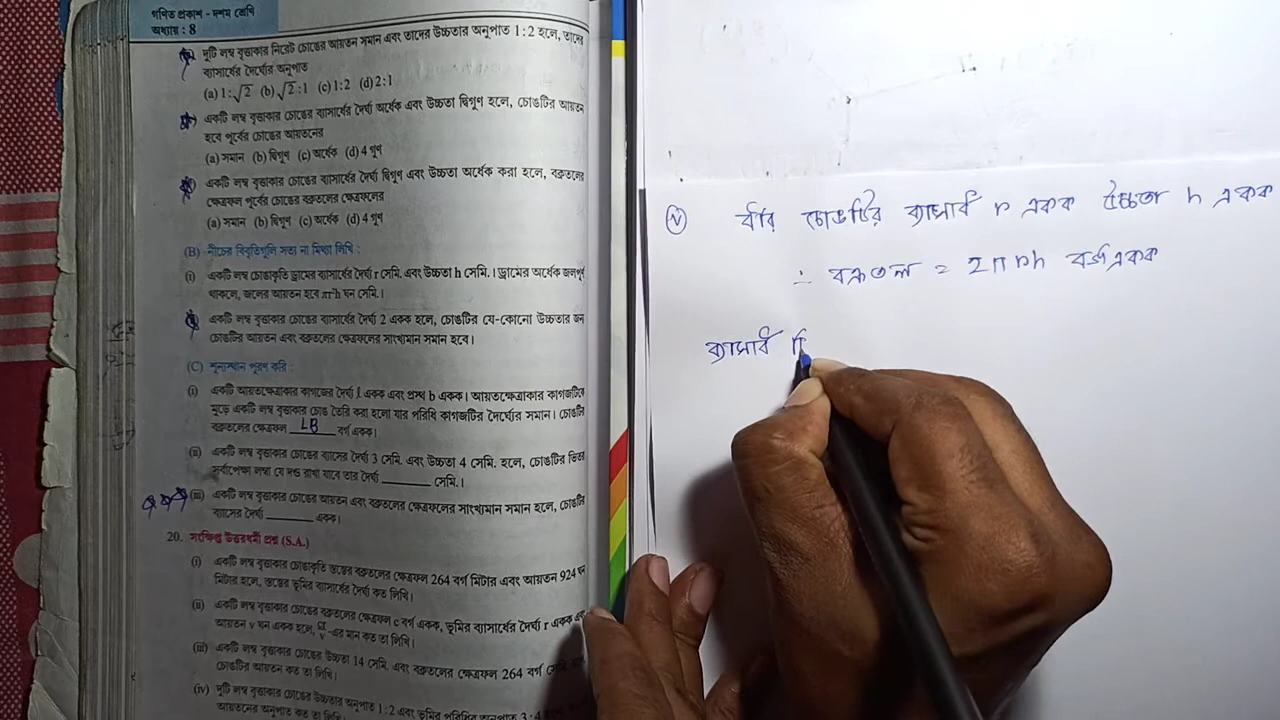 গণিত প্রকাশ - দশম শ্রেণি
অধ্যায় : 8
দুটি লম্ব বৃত্তাকার নিরেট চোঙের আয়তন সমান এবং তাদের উচ্চতার অনুপাত 1:2 হলে, তাদের
ব্যাসার্ধের দৈর্ঘ্যের অনুপাত
(a) 1:√2 (b) √2:1 (c) 1:2 (d) 2:1
একটি লম্ব বৃত্তাকার চোঙের ব্যাসার্ধের দৈর্ঘ্য অর্ধেক এবং উচ্চতা দ্বিগুণ হলে, চোঙটির আয়তন
হবে পূর্বের চোঙের আয়তনের
(a) সমান (b) দ্বিগুণ (c) অর্ধেক (d) 4 গুণ
একটি লম্ব বৃত্তাকার চোঙের ব্যাসার্ধের দৈর্ঘ্য দ্বিগুণ এবং উচ্চতা অর্ধেক করা হলে, বক্রতলের
ক্ষেত্রফল পূর্বের চোঙের বক্রতলের ক্ষেত্রফলের
(a) সমান (b) দ্বিগুণ (c) অর্ধেক (d) 4 গুণ
(B) নীচের বিবৃতিগুলি সত্য না মিথ্যা লিখি :
(i) একটি লম্ব চোঙাকৃতি ড্রামের ব্যাসার্ধের দৈর্ঘ্য r সেমি. এবং উচ্চতা h সেমি.। ড্রামের অর্ধেক জলপূর্ণ
থাকলে, জলের আয়তন হবে πr²h ঘন সেমি.।
একটি লম্ব বৃত্তাকার চোঙের ব্যাসার্ধের দৈর্ঘ্য 2 একক হলে, চোঙটির যে-কোনো উচ্চতার জন
চোঙটির আয়তন এবং বক্রতলের ক্ষেত্রফলের সাংখ্যমান সমান হবে।
(C) শূন্যস্থান পূরণ করি :
(i) একটি আয়তক্ষেত্রাকার কাগজের দৈর্ঘ্য l একক এবং প্রস্থ b একক। আয়তক্ষেত্রাকার কাগজটিকে
মুড়ে একটি লম্ব বৃত্তাকার চোঙ তৈরি করা হলো যার পরিধি কাগজটির দৈর্ঘ্যের সমান। চোঙটির
বক্রতলের ক্ষেত্রফল LB বর্গ একক।
(ii) একটি লম্ব বৃত্তাকার চোঙের ব্যাসের দৈর্ঘ্য 3 সেমি. এবং উচ্চতা 4 সেমি. হলে, চোঙটির ভিতর
সর্বাপেক্ষা লম্বা যে দণ্ড রাখা যাবে তার দৈর্ঘ্য ______ সেমি.।
(iii) একটি লম্ব বৃত্তাকার চোঙের আয়তন এবং বক্রতলের ক্ষেত্রফলের সাংখ্যমান সমান হলে, চোঙটির
ব্যাসের দৈর্ঘ্য ______ একক।
20. সংক্ষিপ্ত উত্তরধর্মী প্রশ্ন (S.A.)
(i) একটি লম্ব বৃত্তাকার চোঙাকৃতি স্তম্ভের বক্রতলের ক্ষেত্রফল 264 বর্গ মিটার এবং আয়তন 924 ঘন
মিটার হলে, স্তম্ভের ভূমির ব্যাসার্ধের দৈর্ঘ্য কত লিখি।
(ii) একটি লম্ব বৃত্তাকার চোঙের বক্রতলের ক্ষেত্রফল c বর্গ একক, ভূমির ব্যাসার্ধের দৈর্ঘ্য r একক এবং
আয়তন v ঘন একক হলে, cr/v -এর মান কত তা লিখি।
(iii) একটি লম্ব বৃত্তাকার চোঙের উচ্চতা 14 সেমি. এবং বক্রতলের ক্ষেত্রফল 264 বর্গ সেমি
চোঙটির আয়তন কত তা লিখি।
(iv) দুটি লম্ব বৃত্তাকার চোঙের উচ্চতার অনুপাত 1:2 এবং ভূমির পরিধির অনুপাত 3:4
আয়তনের অনুপাত কত তা লিখি।
(V) ধরি চোঙটির ব্যাসার্ধ r একক উচ্চতা h একক
∴ বক্রতল = 2πrh বর্গএকক
ব্যাসার্ধ